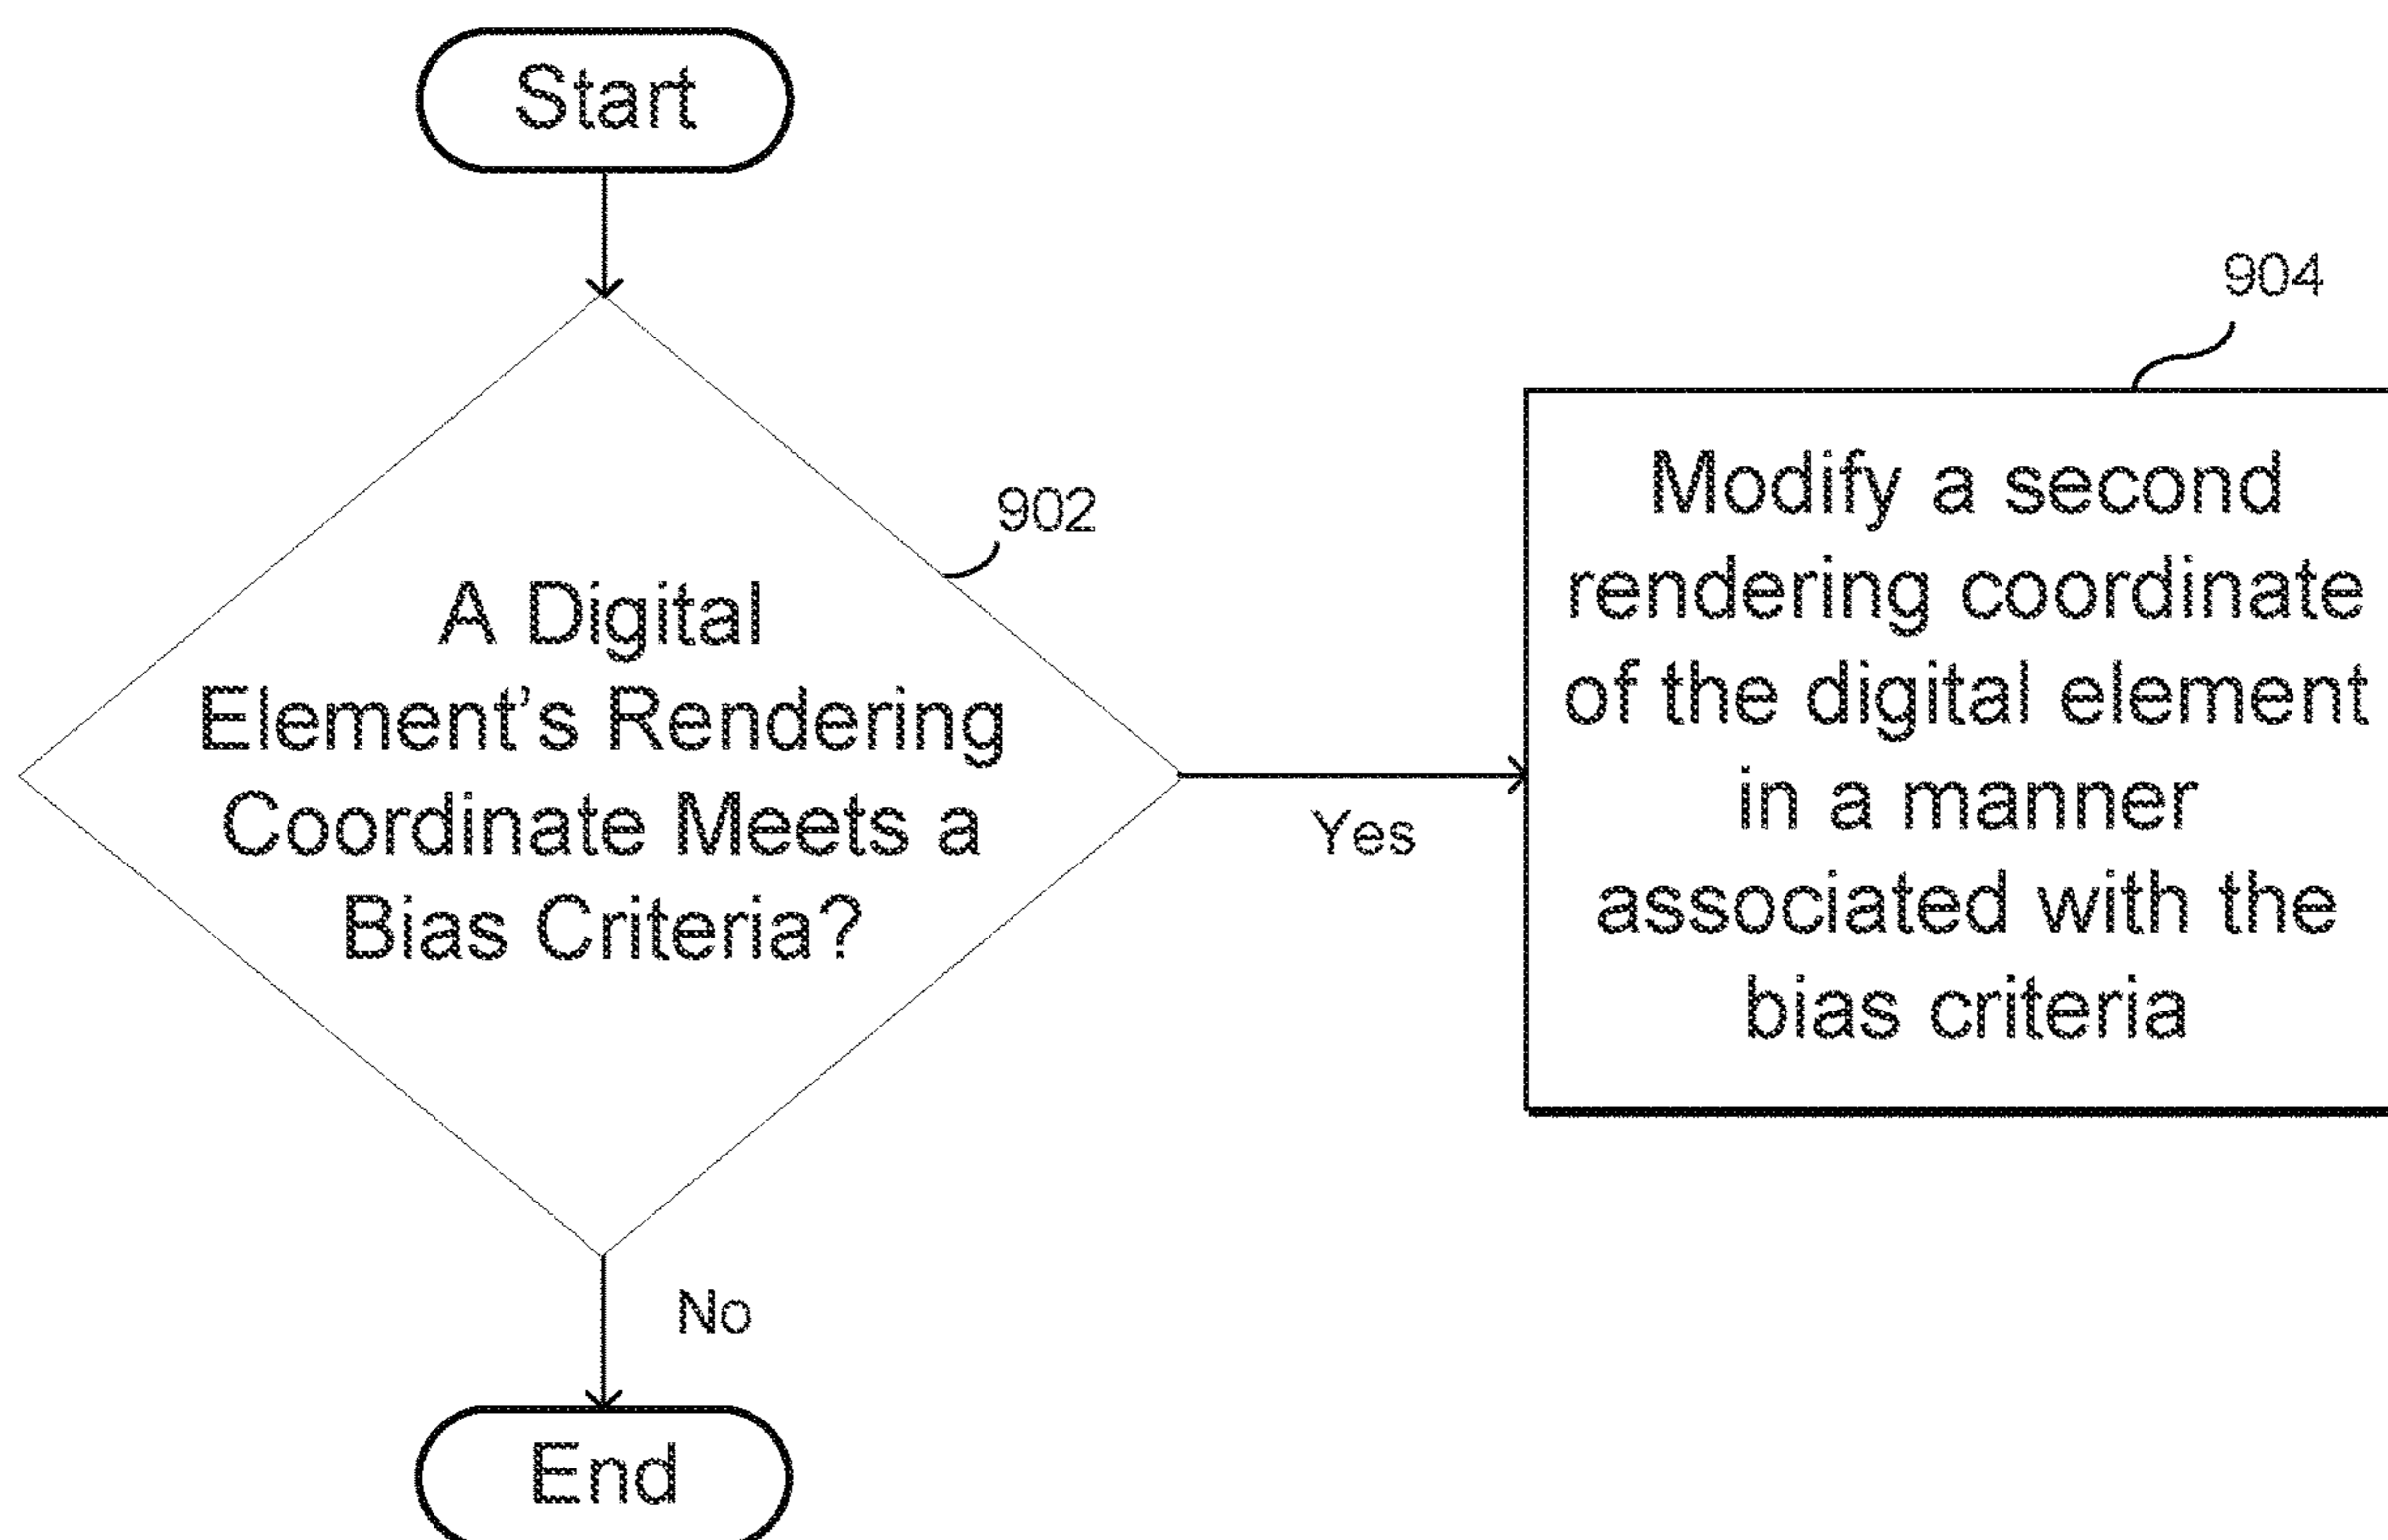 Start
902
A Digital
Element's Rendering
Coordinate Meets a
Bias Criteria?
Yes
904
Modify a second
rendering coordinate
of the digital element
in a manner
associated with the
bias criteria
No
End